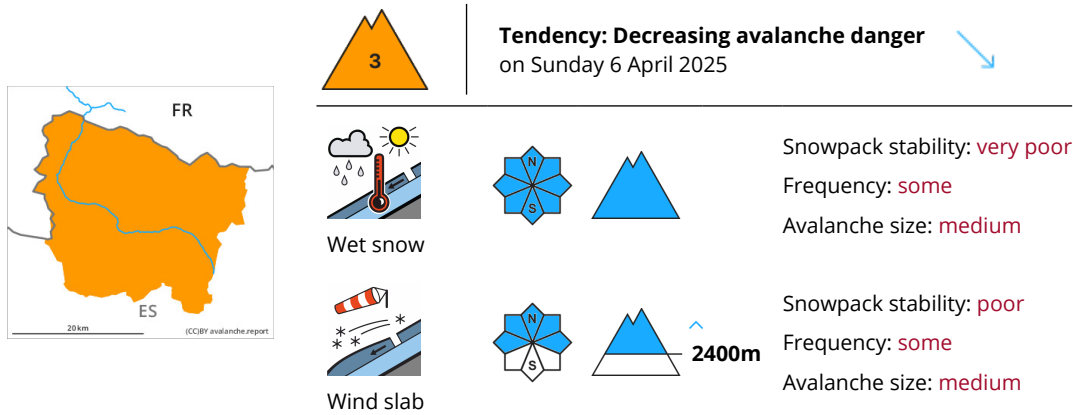 3
Tendency: Decreasing avalanche danger
on Sunday 6 April 2025
FR
ES
20 km
(CC)BY avalanche.report
N
S
Wet snow
Snowpack stability: very poor
Frequency: some
Avalanche size: medium
N
S
2400m
Wind slab
Snowpack stability: poor
Frequency: some
Avalanche size: medium